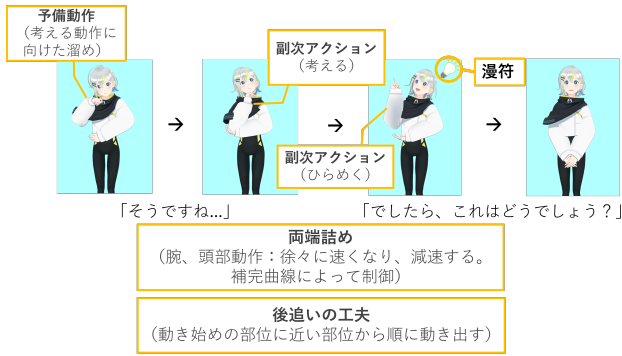 予備動作
（考える動作に
向けた溜め）
副次アクション
（考える）
漫符
副次アクション
（ひらめく）
→
→
→
「そうですね…」
「でしたら、これはどうでしょう？」
両端詰め
（腕、頭部動作：徐々に速くなり、減速する。
補完曲線によって制御）
後追いの工夫
（動き始めの部位に近い部位から順に動き出す）